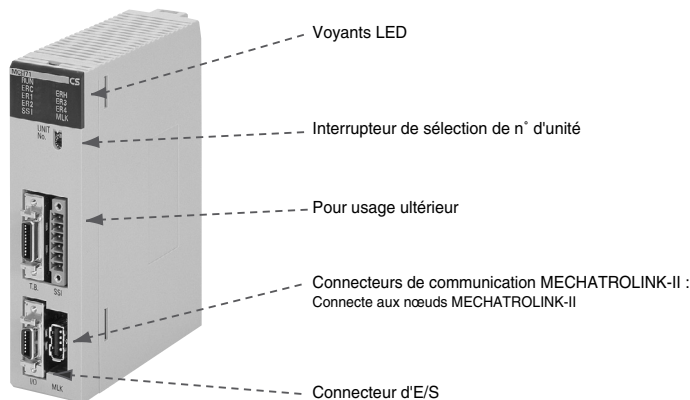 Voyants LED
CS
RUN
ERC
ER1
ER2
SSI
ERH
ER3
ER4
MLK
UNIT
No.
Interrupteur de sélection de n° d'unité
Pour usage ultérieur
T.B.
SSI
Connecteurs de communication MECHATROLINK-II :
Connecte aux nœuds MECHATROLINK-II
I/O
MLK
Connecteur d'E/S